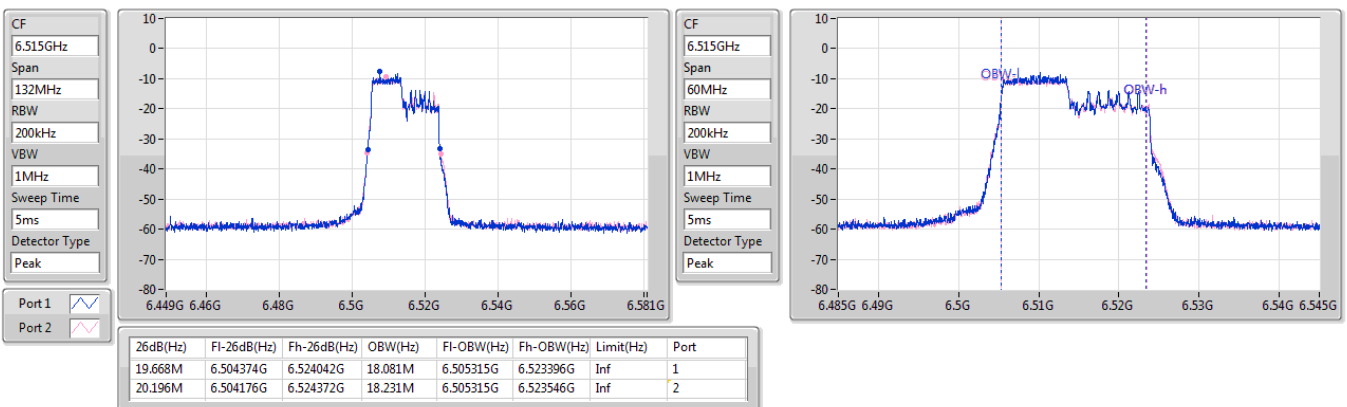 CF
6.515GHz
Span
132MHz
RBW
200kHz
VBW
1MHz
Sweep Time
5ms
Detector Type
Peak
Port 1
Port 2
10
0
-10
-20
-30
-40
-50
-60
-70
-80
6.449G 6.46G 6.48G 6.5G 6.52G 6.54G 6.56G 6.581G
CF
6.515GHz
Span
60MHz
RBW
200kHz
VBW
1MHz
Sweep Time
5ms
Detector Type
Peak
10
0
-10
-20
-30
-40
-50
-60
-70
-80
OBW-l
OBW-h
6.485G 6.49G 6.5G 6.51G 6.52G 6.53G 6.54G 6.545G
26dB(Hz) Fl-26dB(Hz) Fh-26dB(Hz) OBW(Hz) Fl-OBW(Hz) Fh-OBW(Hz) Limit(Hz) Port
19.668M 6.504374G 6.524042G 18.081M 6.505315G 6.523396G Inf 1
20.196M 6.504176G 6.524372G 18.231M 6.505315G 6.523546G Inf 2